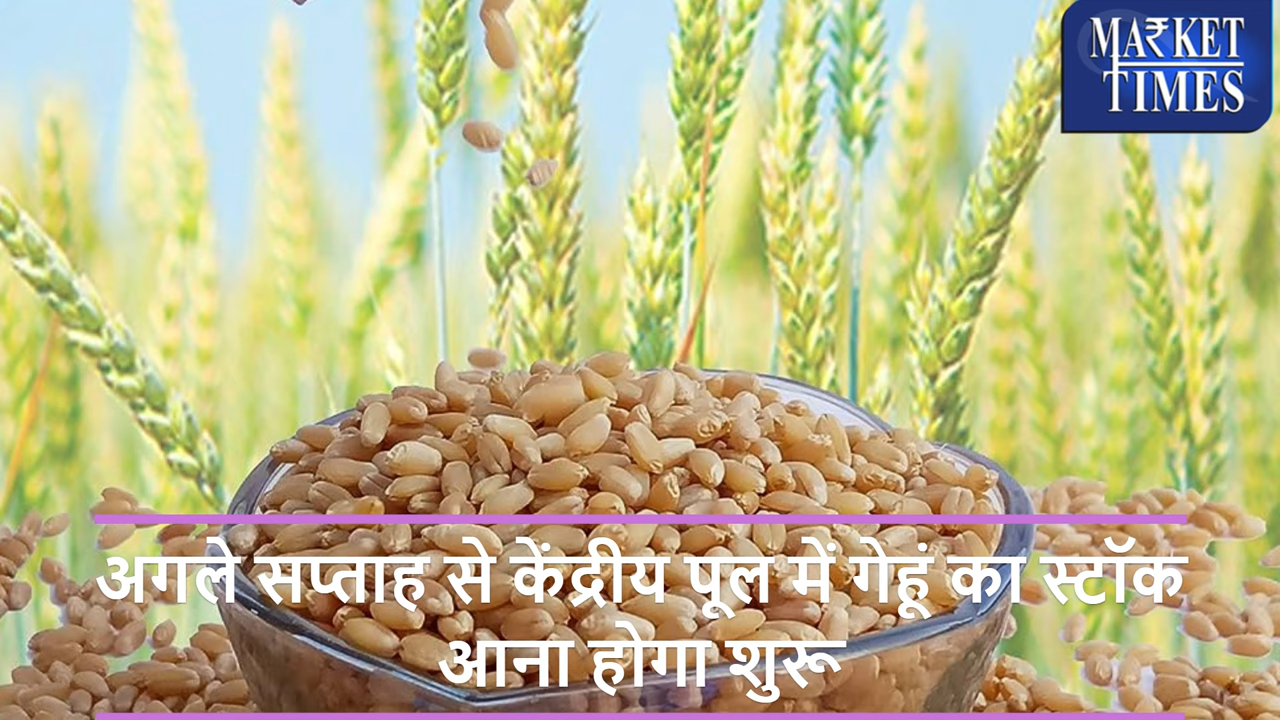 MARKET
TIMES
अगले सप्ताह से केंद्रीय पूल में गेहूं का स्टॉक
आना होगा शुरू